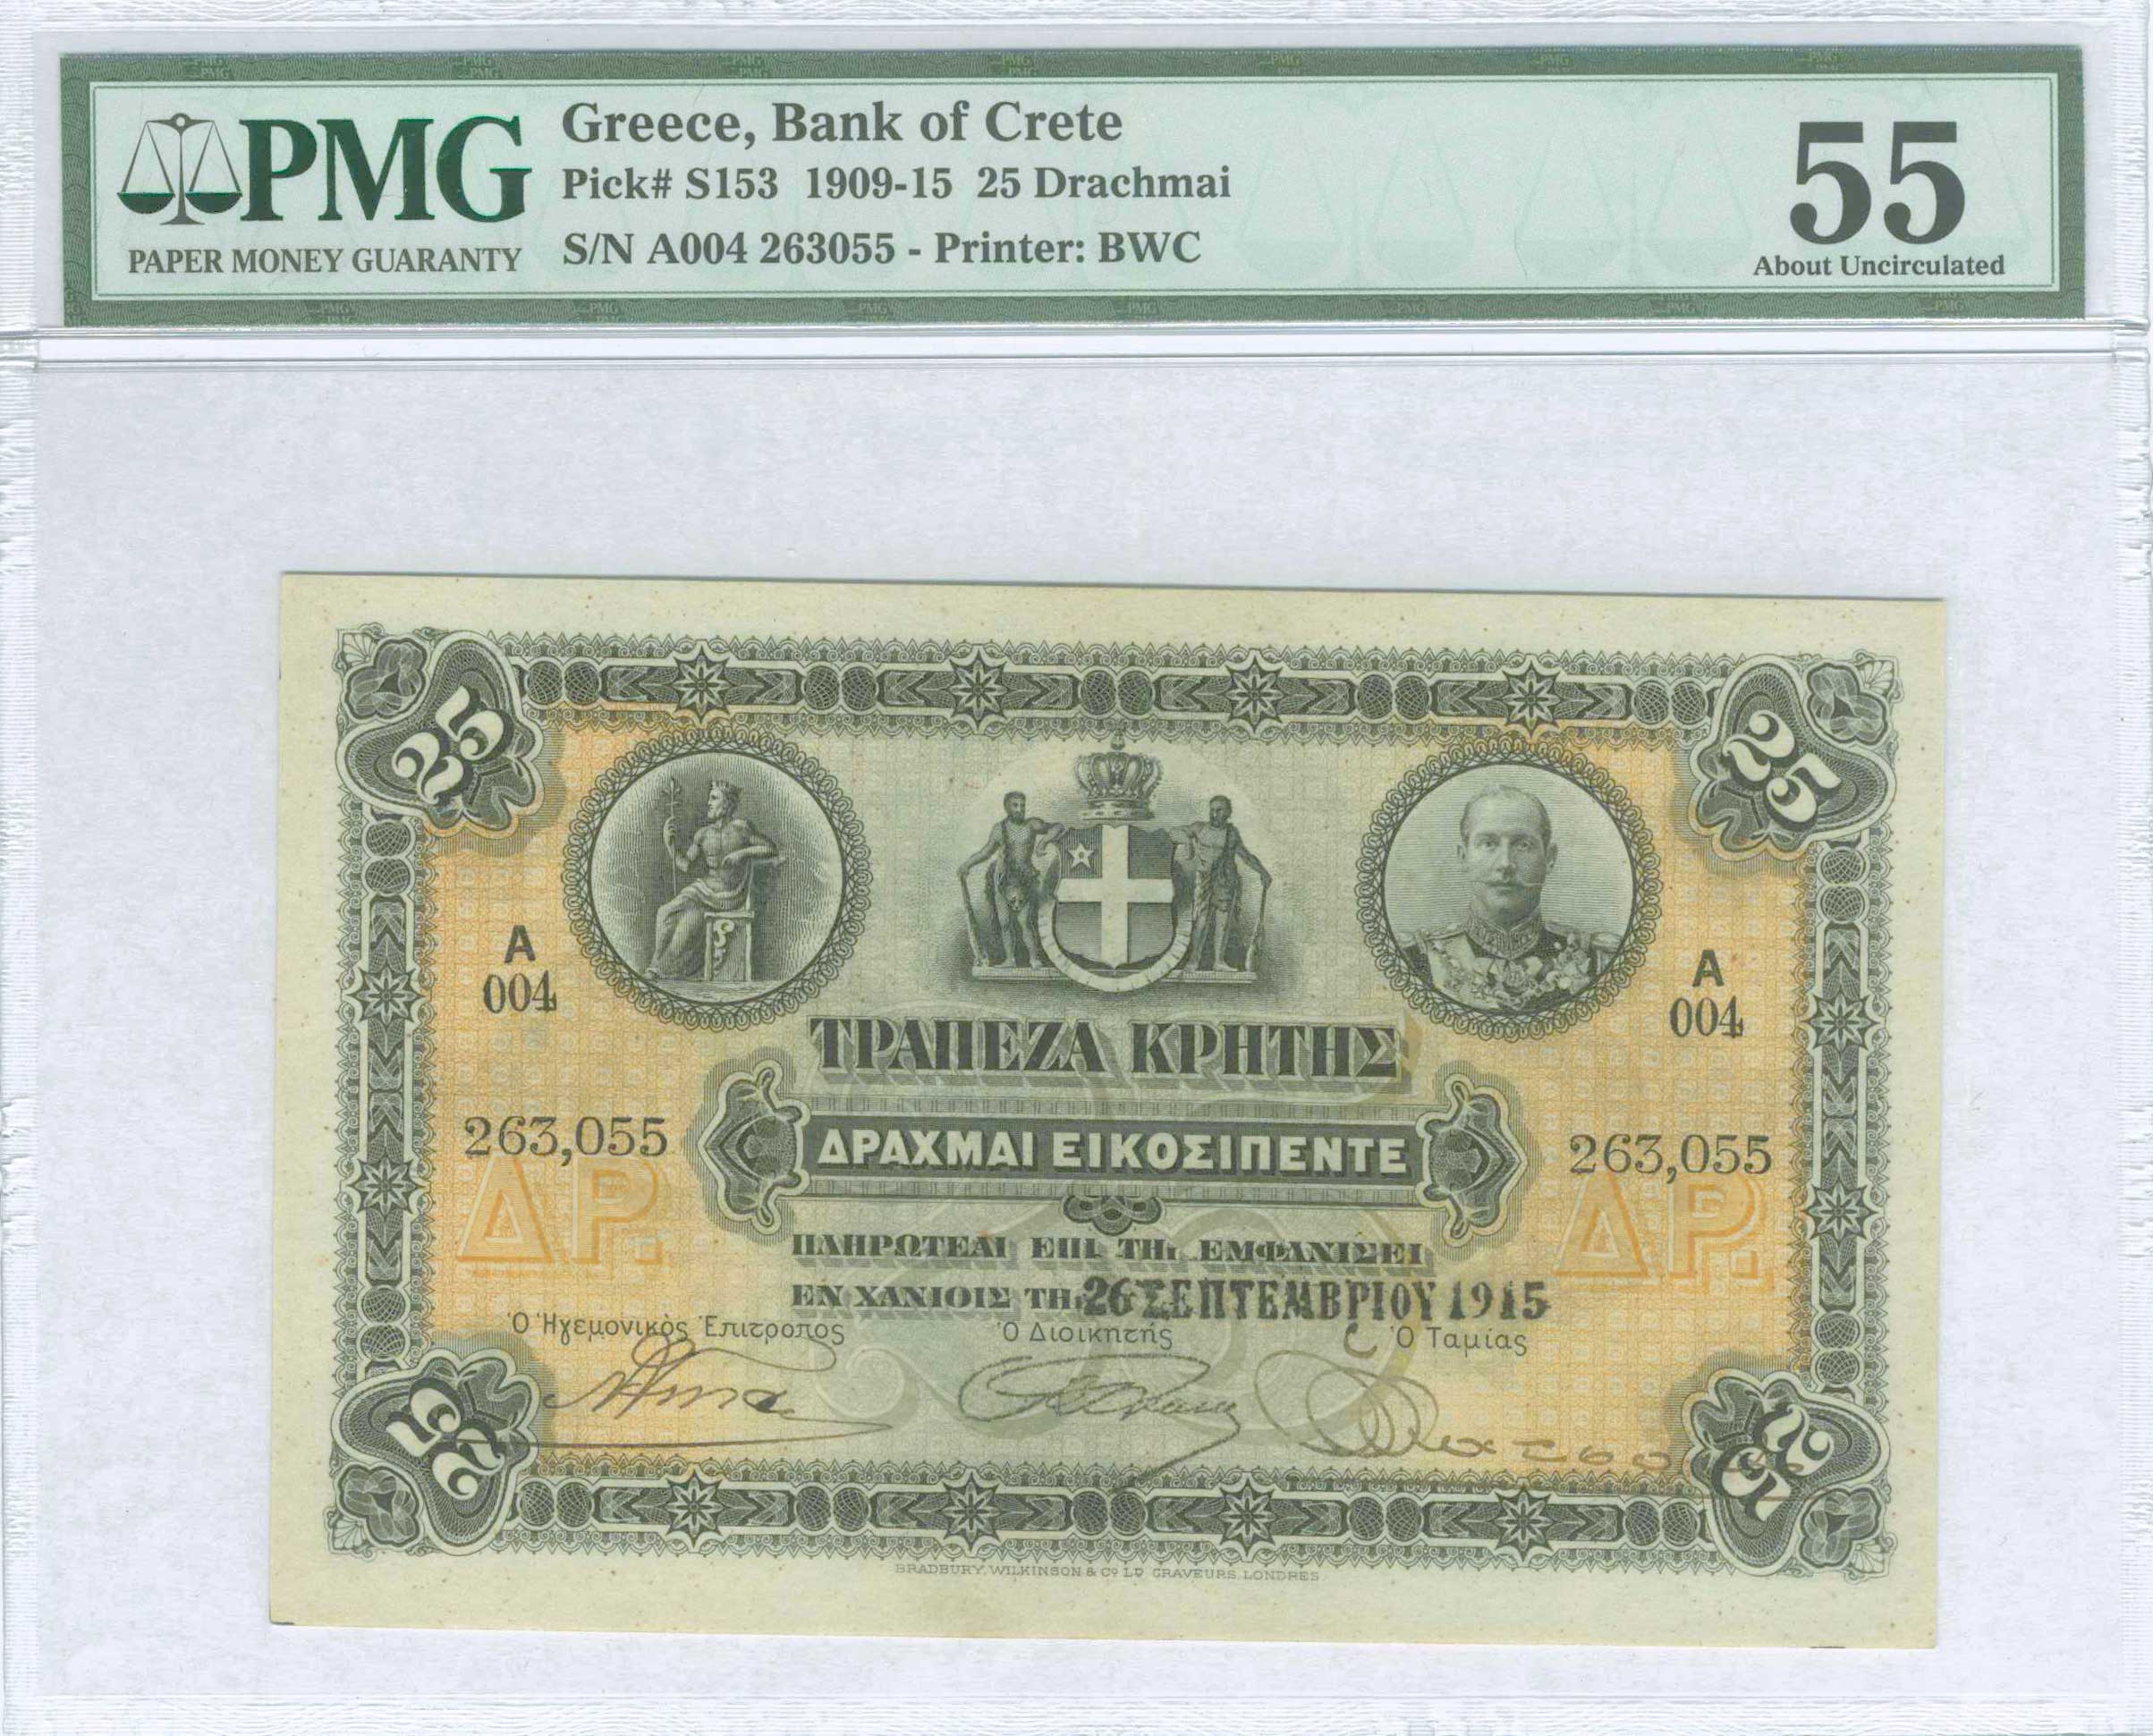 PMG
PAPER MONEY GUARANTY
Greece, Bank of Crete
Pick# S153 1909-15 25 Drachmai
S/N A004 263055 - Printer: BWC
55
About Uncirculated
25
25
A
004
A
004
ΤΡΑΠΕΖΑ ΚΡΗΤΗΣ
263,055
ΔΡΑΧΜΑΙ ΕΙΚΟΣΙΠΕΝΤΕ
263,055
ΔΡ.
ΔΡ.
ΠΛΗΡΩΤΕΑΙ ΕΠΙ ΤΗι ΕΜΦΑΝΙΣΕΙ
ΕΝ ΧΑΝΙΟΙΣ ΤΗι 26 ΣΕΠΤΕΜΒΡΙΟΥ 1915
Ὁ Ἡγεμονικὸς Ἐπίτροπος
Ὁ Διοικητής
Ὁ Ταμίας
25
25
BRADBURY, WILKINSON & Cº Lᴰ GRAVEURS, LONDRES